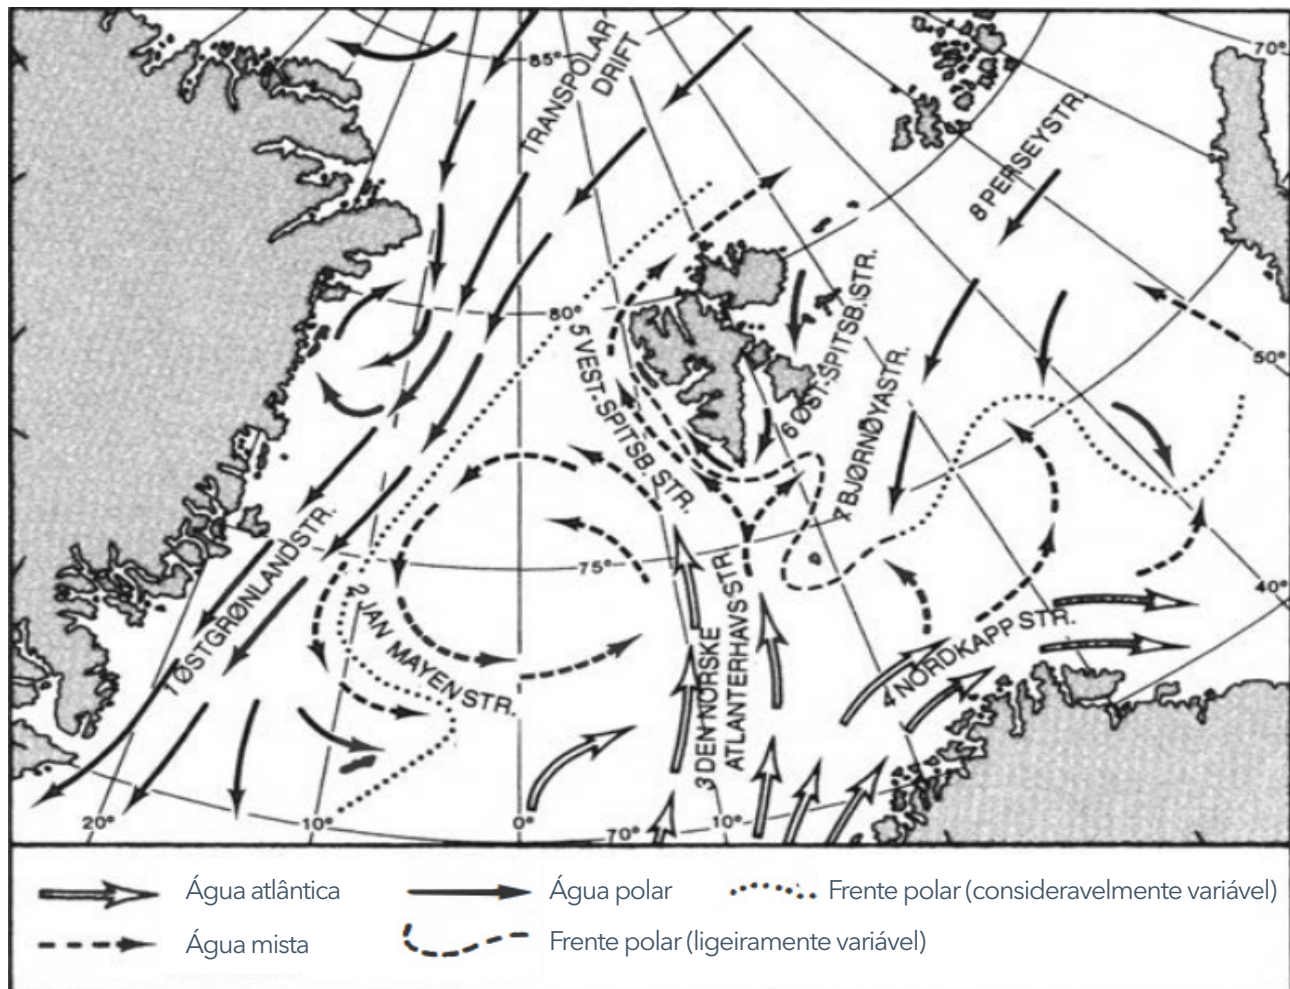 TRANSPOLAR
DRIFT
85°
70°
8 PERSEYSTR.
80°
5 VEST-SPITSB. STR.
6 ØST-SPITSB. STR.
7 BJØRNØYASTR.
50°
1 ØSTGRØNLANDSTR.
2 JAN MAYEN STR.
75°
3 DEN NORSKE
ATLANTERHAVSSTR.
4 NORDKAPP STR.
40°
20°
10°
0°
70°
10°
Água atlântica
Água polar
Frente polar (consideravelmente variável)
Água mista
Frente polar (ligeiramente variável)